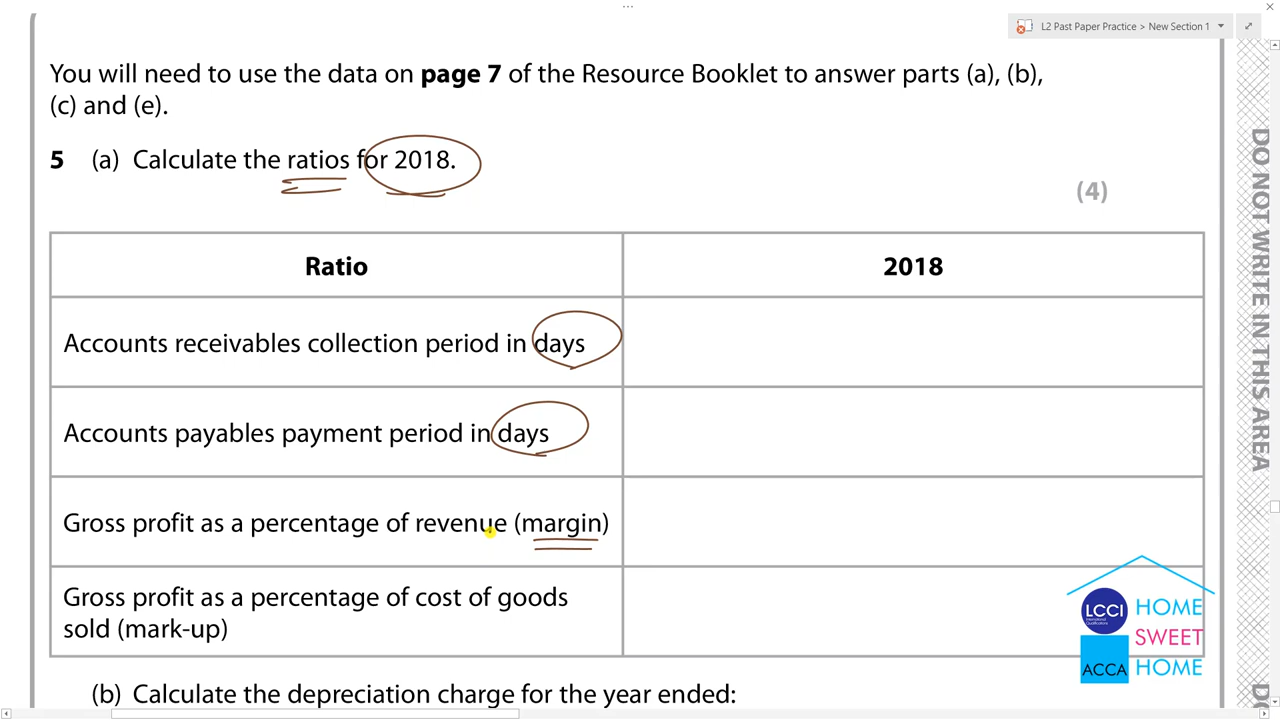 L2 Past Paper Practice > New Section 1
You will need to use the data on page 7 of the Resource Booklet to answer parts (a), (b),
(c) and (e).
5 (a) Calculate the ratios for 2018.
(4)
Ratio
2018
Accounts receivables collection period in days
Accounts payables payment period in days
Gross profit as a percentage of revenue (margin)
Gross profit as a percentage of cost of goods
sold (mark-up)
(b) Calculate the depreciation charge for the year ended:
DO NOT WRITE IN THIS AREA
LCCI
International Qualifications
HOME
SWEET
ACCA
HOME